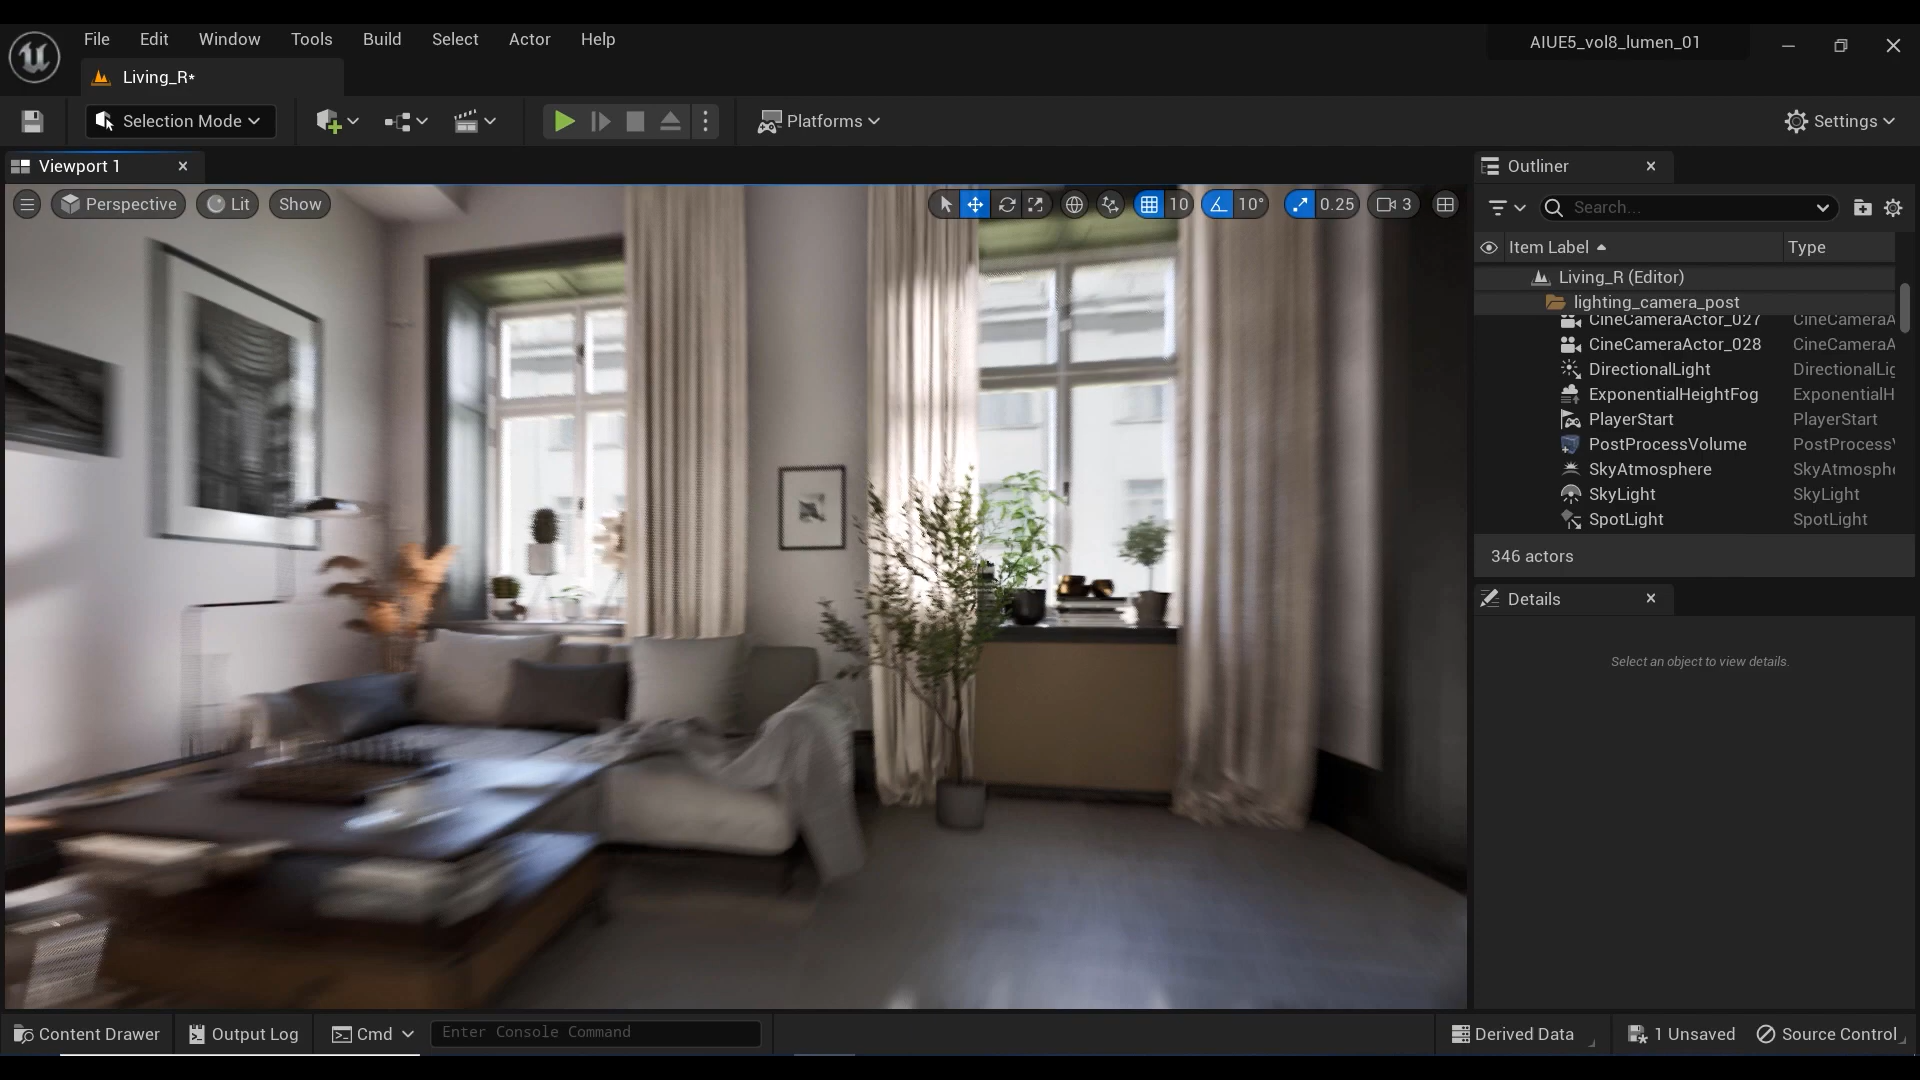 File Edit Window Tools Build Select Actor Help
AIUE5_vol8_lumen_01
Living_R*
Selection Mode
Platforms
Settings
Viewport 1
Outliner
Perspective
Lit
Show
10
10°
0.25
3
Search...
Item Label
Type
Living_R (Editor)
lighting_camera_post
CineCameraActor_027 CineCameraA
CineCameraActor_028 CineCameraA
DirectionalLight DirectionalLig
ExponentialHeightFog ExponentialH
PlayerStart PlayerStart
PostProcessVolume PostProcessV
SkyAtmosphere SkyAtmosphe
SkyLight SkyLight
SpotLight SpotLight
346 actors
Details
Select an object to view details.
Content Drawer
Output Log
Cmd
Enter Console Command
Derived Data
1 Unsaved
Source Control